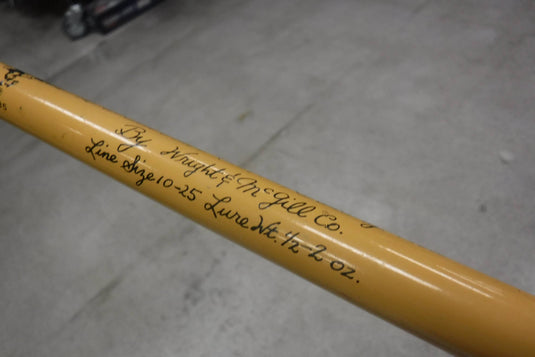 By Wright & McGill Co.
Line Size 10-25 Lure Wt. 1/2-2 oz.